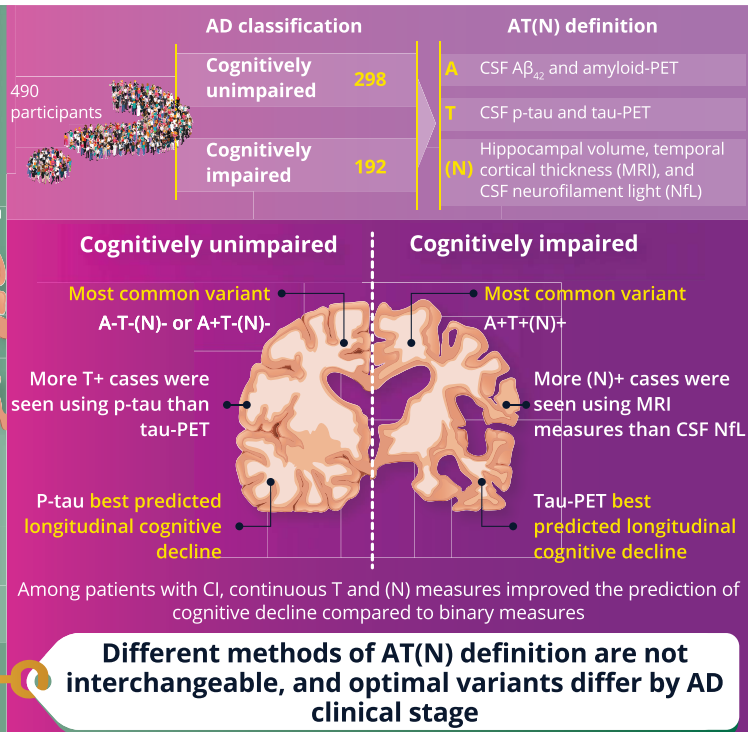 AD classification
AT(N) definition
490
participants
Cognitively
unimpaired
298
Cognitively
impaired
192
A
CSF Aβ42 and amyloid-PET
T
CSF p-tau and tau-PET
(N)
Hippocampal volume, temporal
cortical thickness (MRI), and
CSF neurofilament light (NfL)
Cognitively unimpaired
Most common variant
A-T-(N)- or A+T-(N)-
More T+ cases were
seen using p-tau than
tau-PET
P-tau best predicted
longitudinal cognitive
decline
Cognitively impaired
Most common variant
A+T+(N)+
More (N)+ cases were
seen using MRI
measures than CSF NfL
Tau-PET best
predicted longitudinal
cognitive decline
Among patients with CI, continuous T and (N) measures improved the prediction of
cognitive decline compared to binary measures
Different methods of AT(N) definition are not
interchangeable, and optimal variants differ by AD
clinical stage